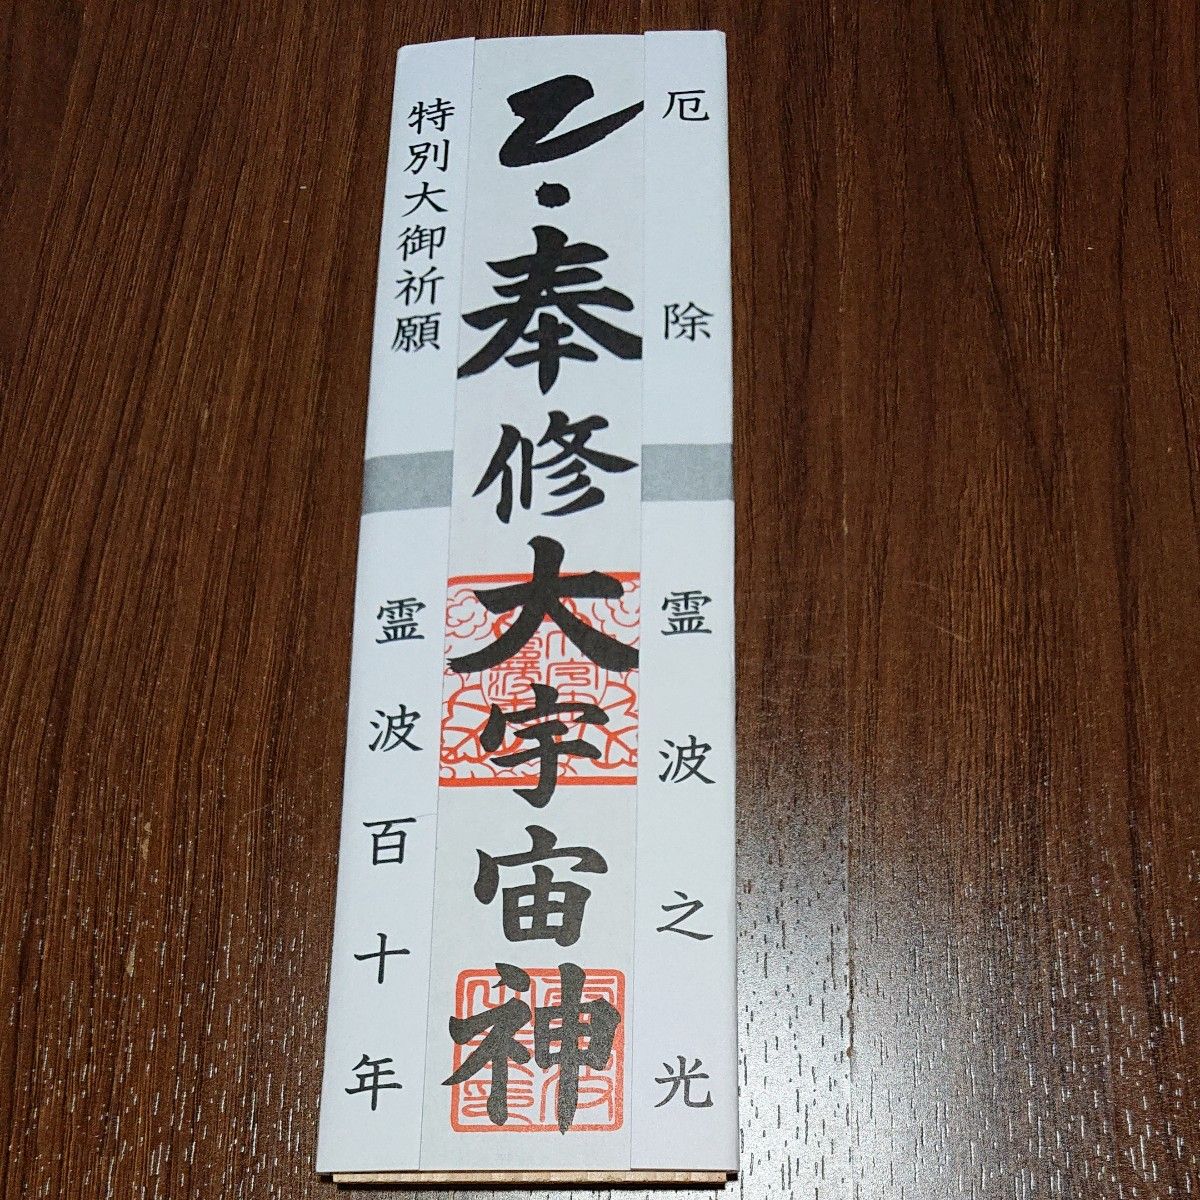 厄除 霊波之光
乙・奉修大宇宙神
特別大御祈願 霊波百十年